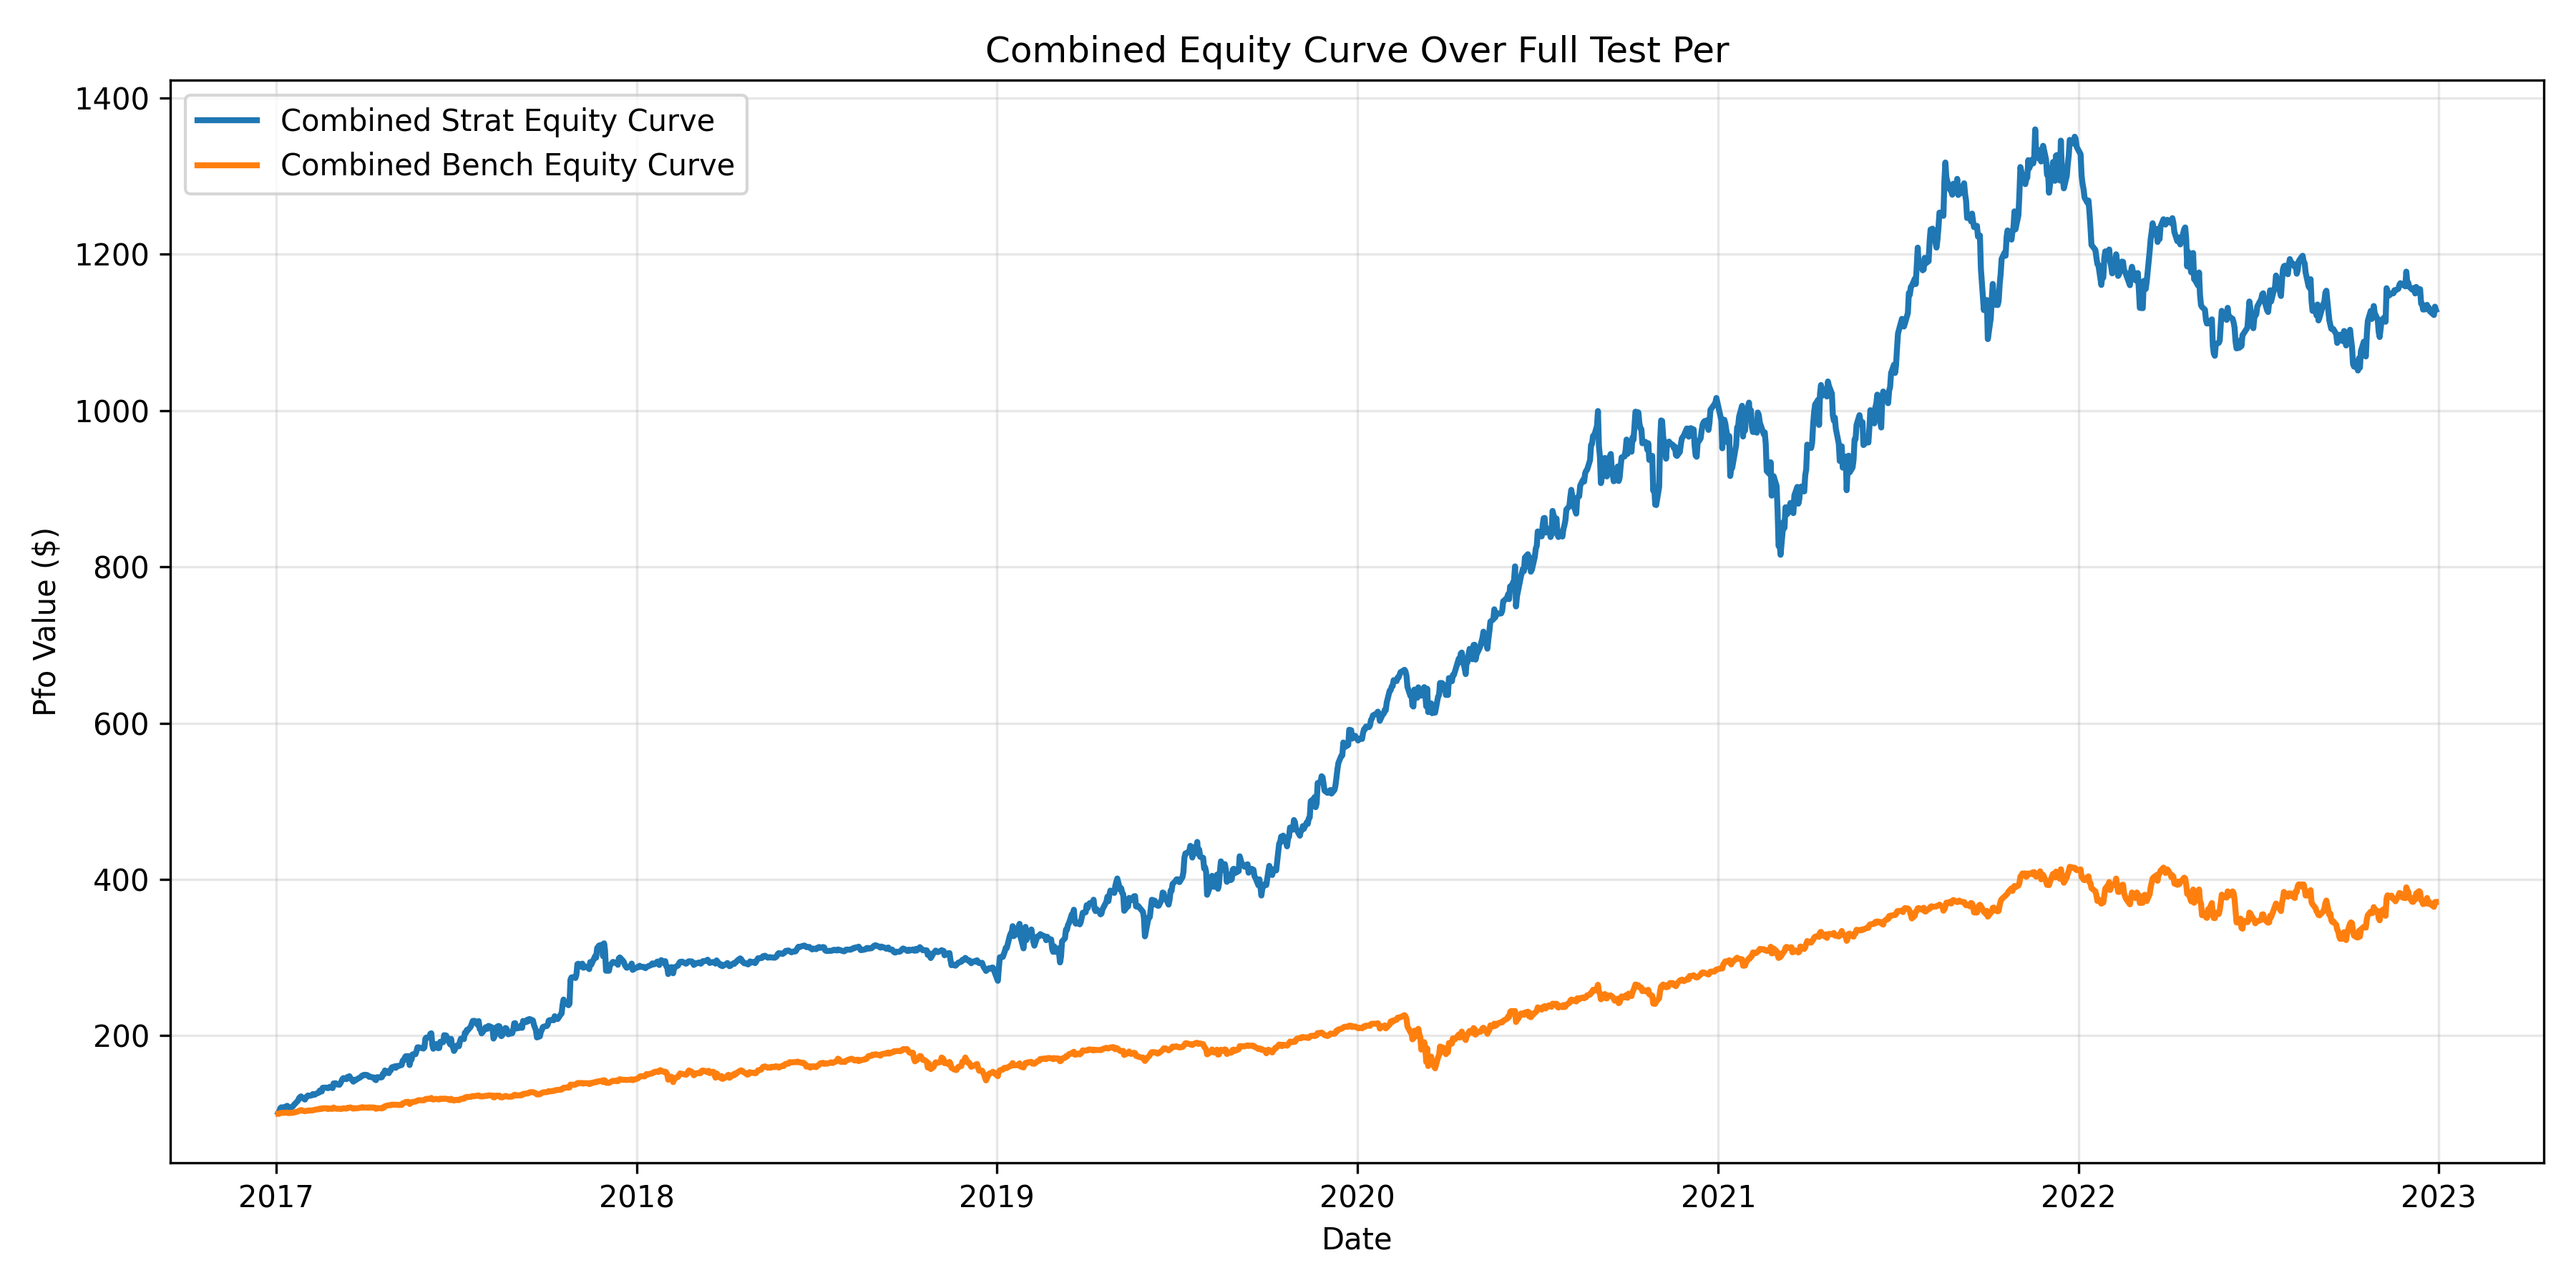 Combined Equity Curve Over Full Test Per
Combined Strat Equity Curve
Combined Bench Equity Curve
Pfo Value ($)
1400
1200
1000
800
600
400
200
2017 2018 2019 2020 2021 2022 2023
Date